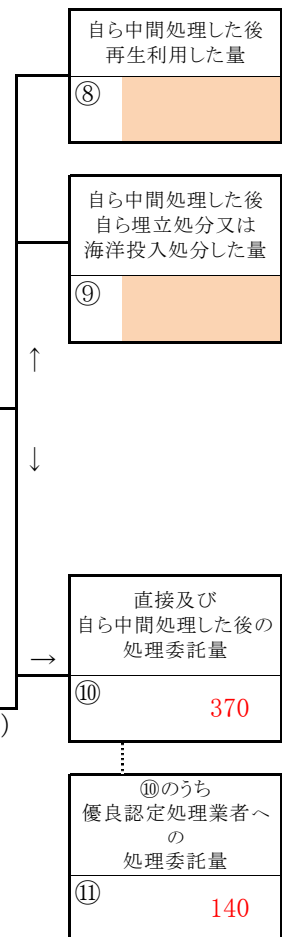 自ら中間処理した後
再生利用した量
⑧
自ら中間処理した後
自ら埋立処分又は
海洋投入処分した量
⑨
↑
↓
直接及び
自ら中間処理した後の
処理委託量
→
⑩
370
)
⑩のうち
優良認定処理業者へ
の
処理委託量
⑪
140